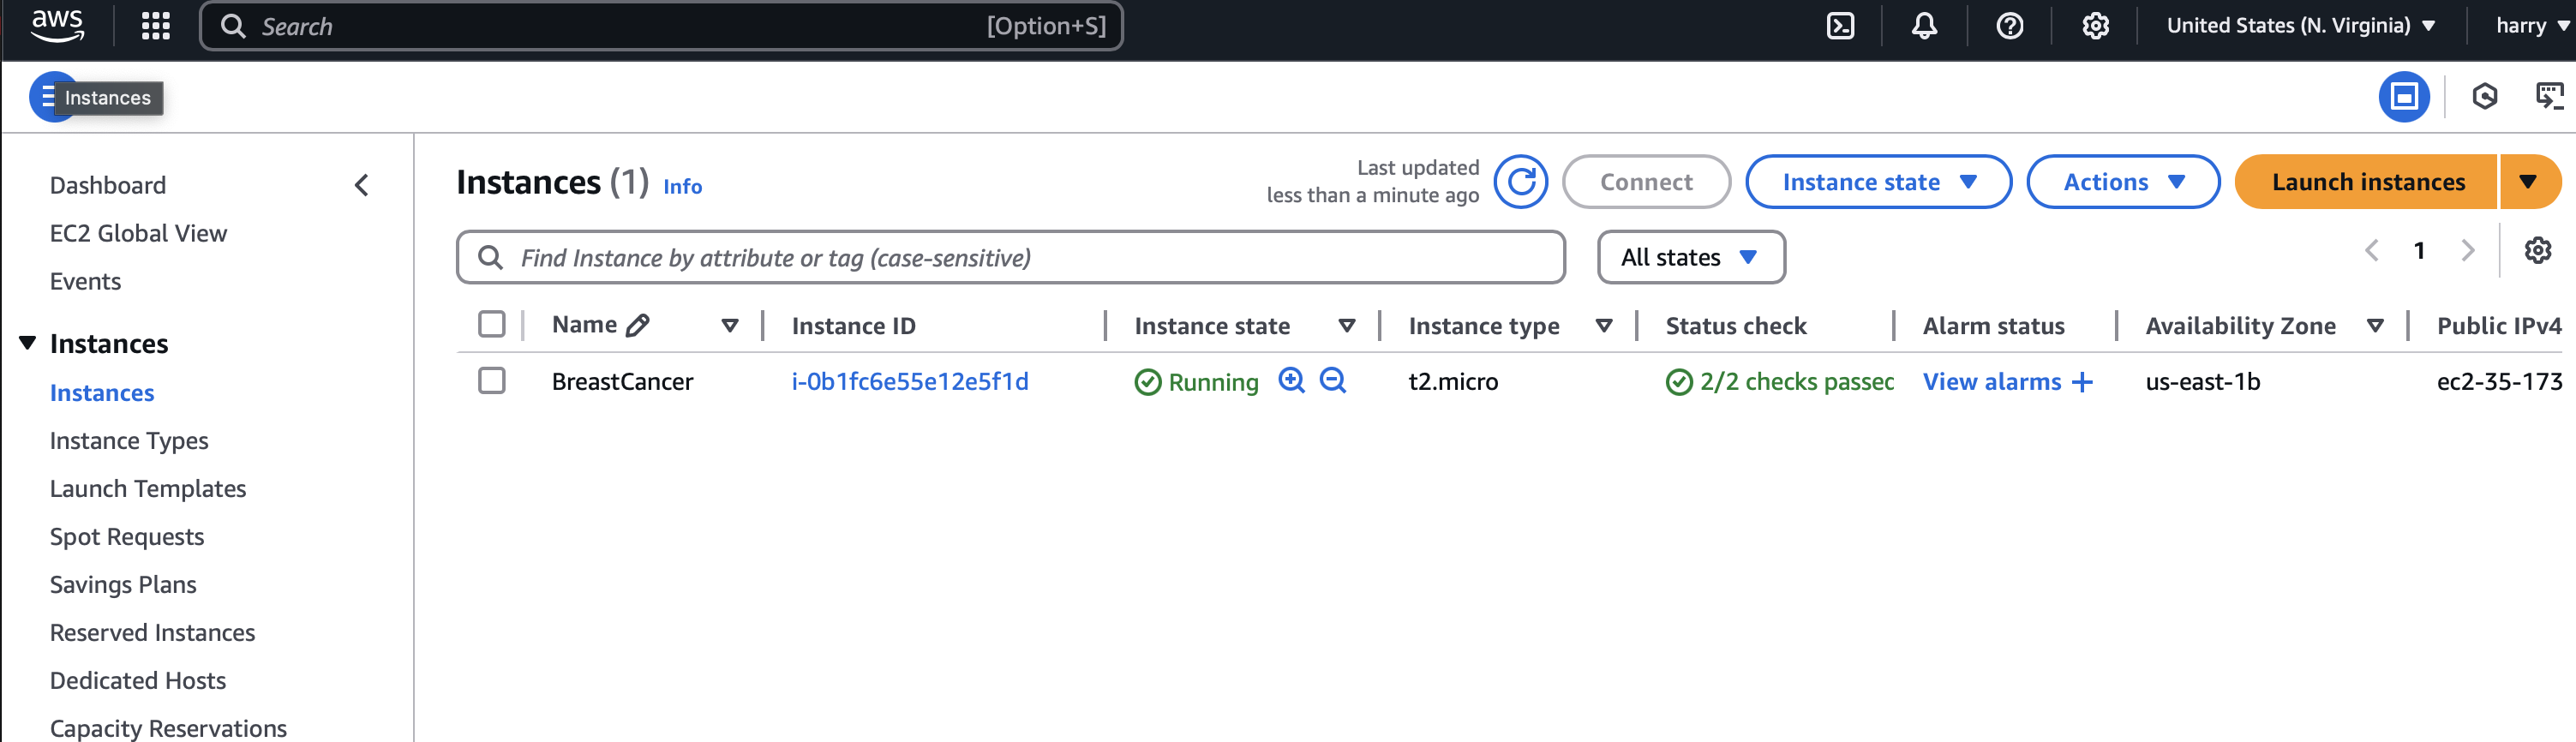 aws
Search [Option+S]
United States (N. Virginia)
harry
Instances
Dashboard
EC2 Global View
Events
Instances
Instances
Instance Types
Launch Templates
Spot Requests
Savings Plans
Reserved Instances
Dedicated Hosts
Capacity Reservations
Instances (1) Info
Last updated
less than a minute ago
Connect
Instance state
Actions
Launch instances
Find Instance by attribute or tag (case-sensitive)
All states
1
Name Instance ID Instance state Instance type Status check Alarm status Availability Zone Public IPv4
BreastCancer i-0b1fc6e55e12e5f1d Running t2.micro 2/2 checks passec View alarms + us-east-1b ec2-35-173